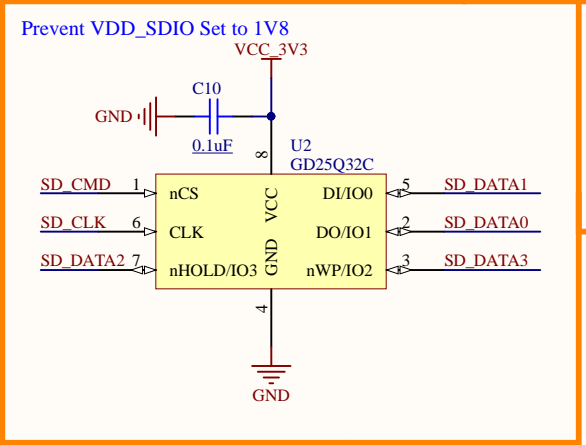 Prevent VDD_SDIO Set to 1V8
VCC_3V3
C10
GND
0.1uF
8
U2
GD25Q32C
SD_CMD 1 nCS VCC DI/IO0 5 SD_DATA1
SD_CLK 6 CLK DO/IO1 2 SD_DATA0
SD_DATA2 7 nHOLD/IO3 GND nWP/IO2 3 SD_DATA3
4
GND